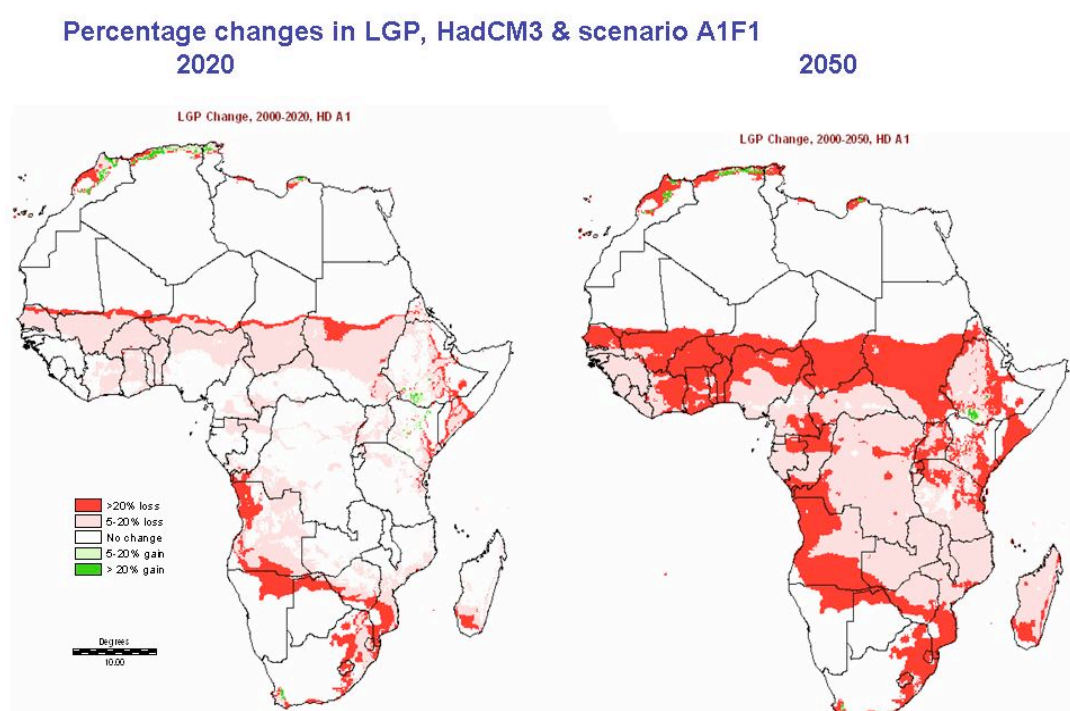 Percentage changes in LGP, HadCM3 & scenario A1F1
2020
2050
LGP Change, 2000-2020, HD A1
LGP Change, 2000-2050, HD A1
>20% loss
5-20% loss
No change
5-20% gain
> 20% gain
Degrees
10.00